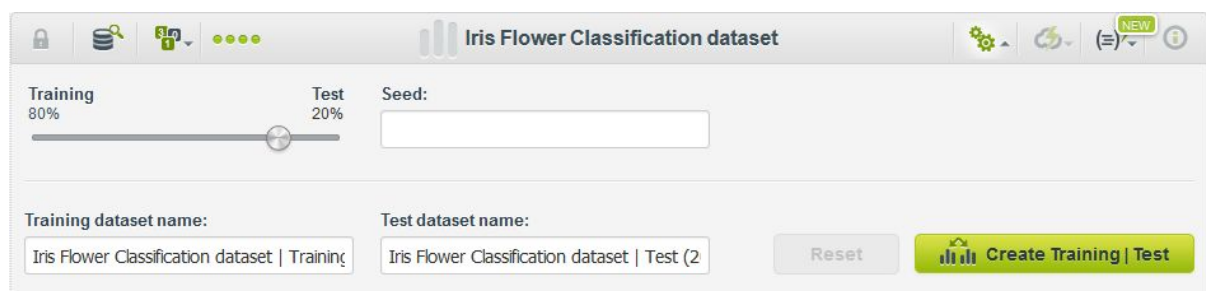 Iris Flower Classification dataset
NEW
Training Test Seed:
80% 20%
Training dataset name: Test dataset name:
Iris Flower Classification dataset | Training Iris Flower Classification dataset | Test (2
Reset Create Training | Test